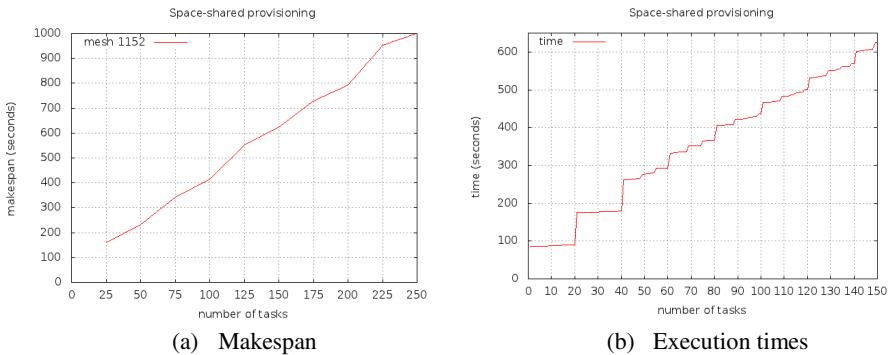 Space-shared provisioning
mesh 1152
1000
900
800
700
600
500
400
300
200
100
0
makespan (seconds)
0 25 50 75 100 125 150 175 200 225 250
number of tasks
(a) Makespan
Space-shared provisioning
time
600
500
400
300
200
100
0
time (seconds)
0 10 20 30 40 50 60 70 80 90 100 110 120 130 140 150
number of tasks
(b) Execution times